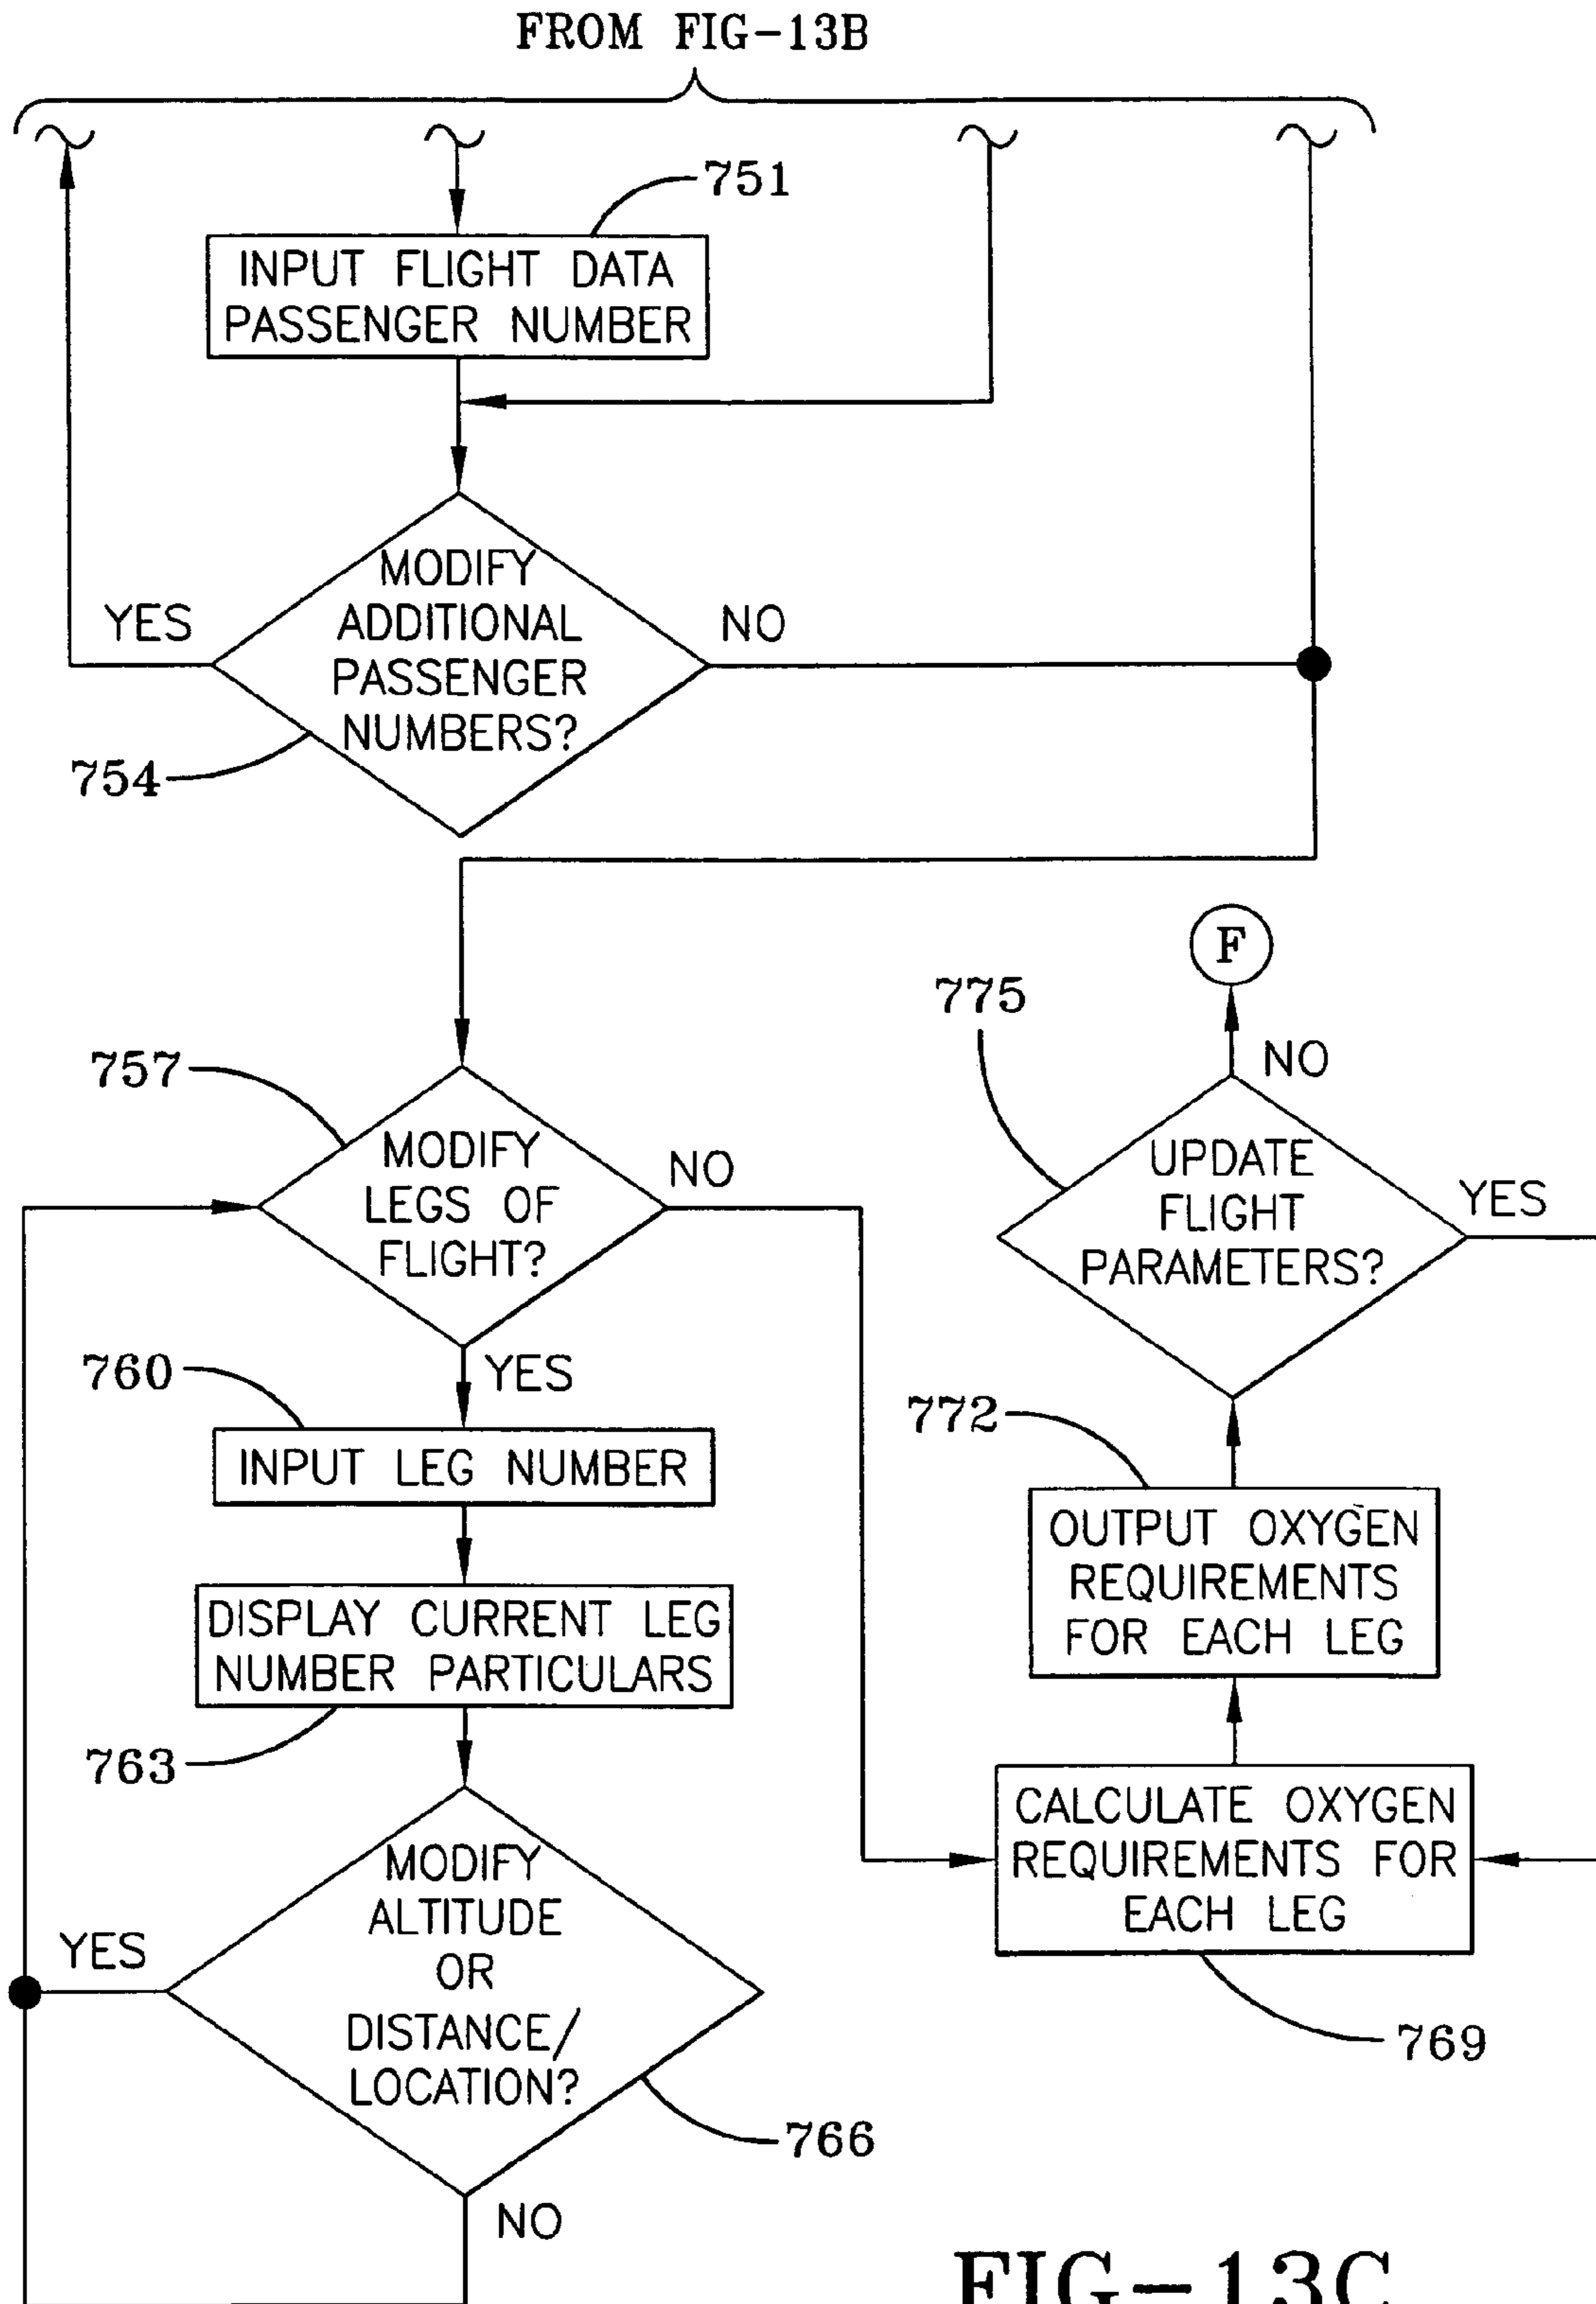 FROM FIG-13B
751
INPUT FLIGHT DATA
PASSENGER NUMBER
MODIFY
ADDITIONAL
PASSENGER
NUMBERS?
YES
NO
754
757
MODIFY
LEGS OF
FLIGHT?
NO
YES
760
INPUT LEG NUMBER
DISPLAY CURRENT LEG
NUMBER PARTICULARS
763
MODIFY
ALTITUDE
OR
DISTANCE/
LOCATION?
YES
766
NO
F
775
NO
UPDATE
FLIGHT
PARAMETERS?
YES
772
OUTPUT OXYGEN
REQUIREMENTS
FOR EACH LEG
CALCULATE OXYGEN
REQUIREMENTS FOR
EACH LEG
769
FIG-13C